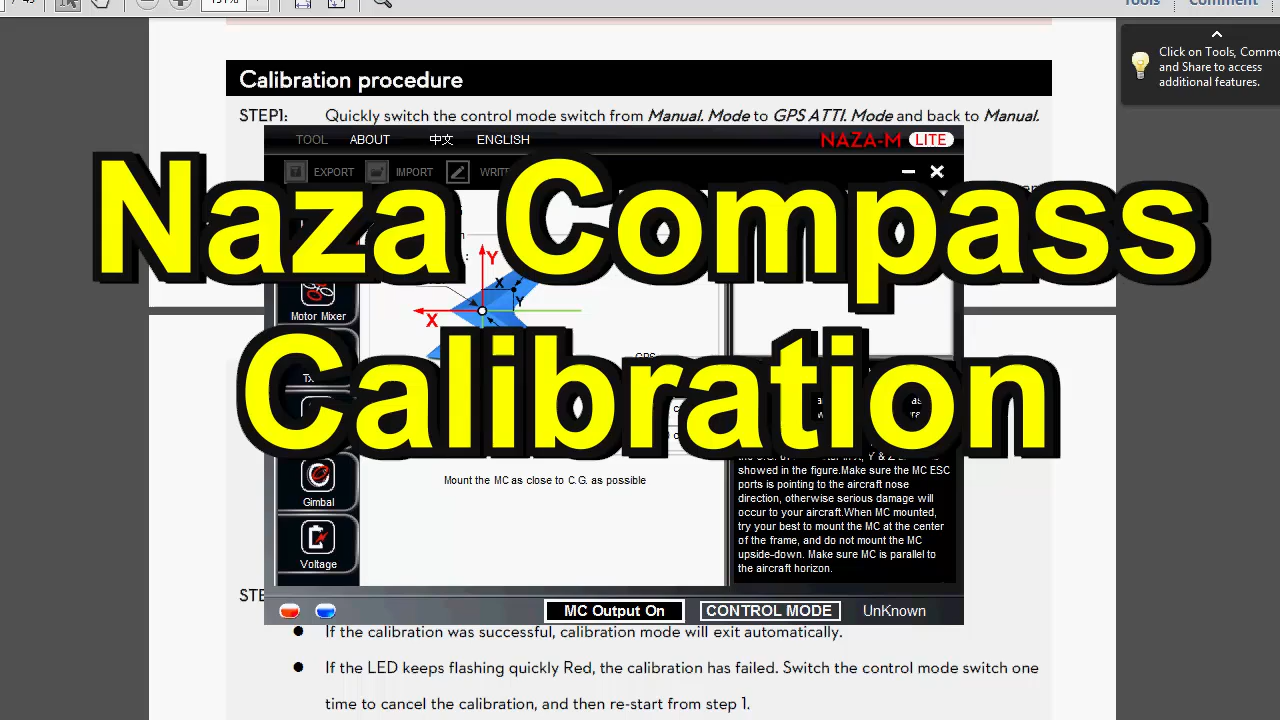 Tools
Comment
Click on Tools, Comme
and Share to access
additional features.
Calibration procedure
STEP1: Quickly switch the control mode switch from Manual. Mode to GPS ATTI. Mode and back to Manual.
TOOL ABOUT 中文 ENGLISH NAZA-M LITE
EXPORT IMPORT WRITE
Naza Compass
Calibration
Y
X
Y
X
Motor Mixer
GPS
Mount the MC as close to C.G. as possible
Gimbal
Voltage
showed in the figure.Make sure the MC ESC
ports is pointing to the aircraft nose
direction, otherwise serious damage will
occur to your aircraft.When MC mounted,
try your best to mount the MC at the center
of the frame, and do not mount the MC
upside-down. Make sure MC is parallel to
the aircraft horizon.
MC Output On CONTROL MODE UnKnown
If the calibration was successful, calibration mode will exit automatically.
If the LED keeps flashing quickly Red, the calibration has failed. Switch the control mode switch one
time to cancel the calibration, and then re-start from step 1.